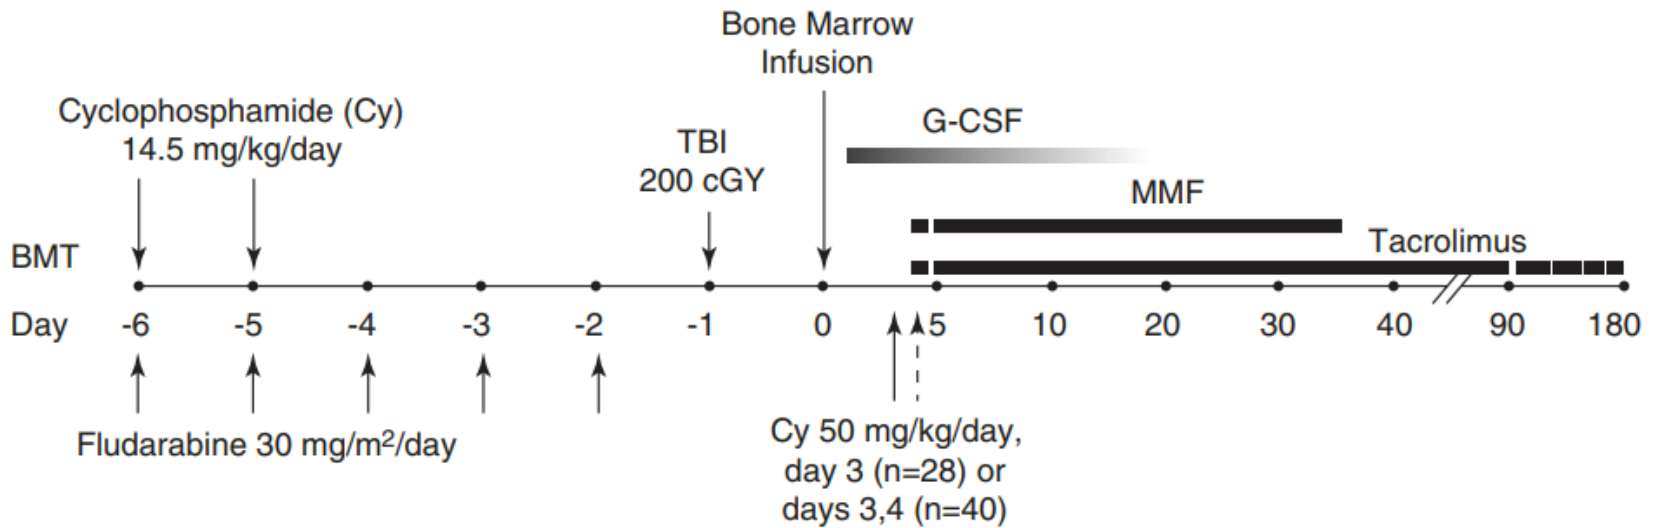 Bone Marrow
Infusion
Cyclophosphamide (Cy)
14.5 mg/kg/day
TBI
200 cGY
G-CSF
MMF
Tacrolimus
BMT
Day -6 -5 -4 -3 -2 -1 0 5 10 20 30 40 90 180
Fludarabine 30 mg/m²/day
Cy 50 mg/kg/day,
day 3 (n=28) or
days 3,4 (n=40)